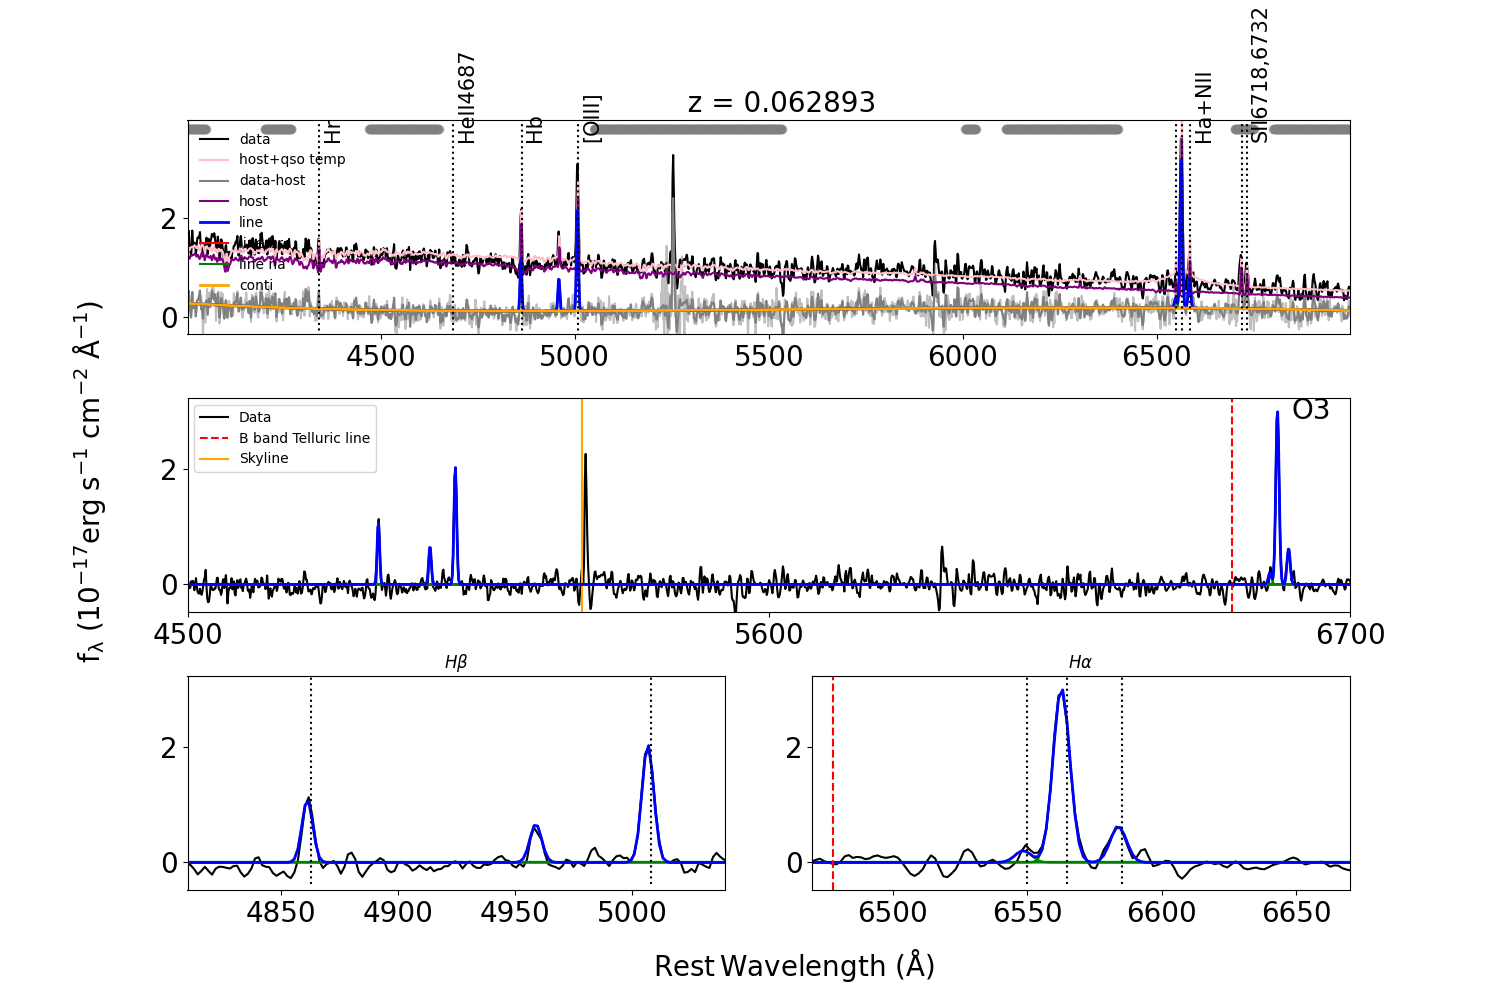 z = 0.062893
Hr
HeII4687
Hb
[OIII]
Ha+NII
SII6718,6732
data
host+qso temp
data-host
host
line
line na
conti
2
0
4500
5000
5500
6000
6500
f_λ (10^{-17} erg s^{-1} cm^{-2} Å^{-1})
Data
B band Telluric line
Skyline
O3
2
0
4500
5600
6700
Hβ
2
0
4850
4900
4950
5000
Hα
2
0
6500
6550
6600
6650
Rest Wavelength (Å)